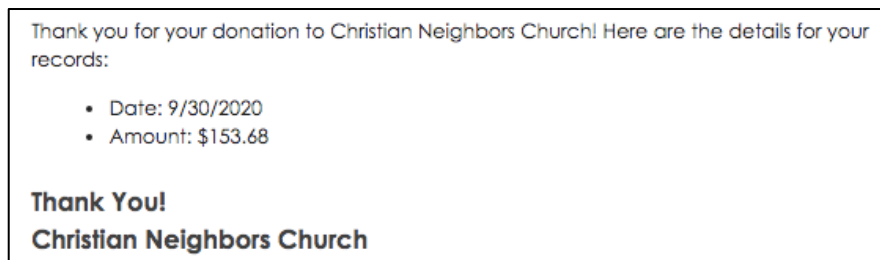 Thank you for your donation to Christian Neighbors Church! Here are the details for your
records:
• Date: 9/30/2020
• Amount: $153.68
Thank You!
Christian Neighbors Church